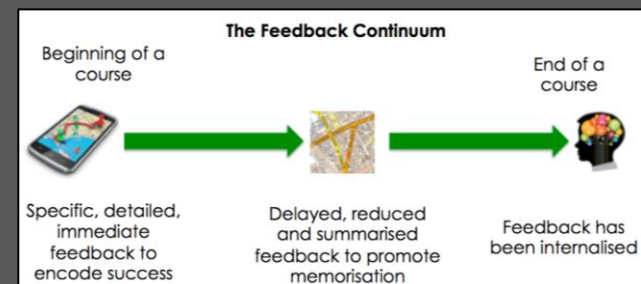 The Feedback Continuum
Beginning of a
course
End of a
course
Specific, detailed,
immediate
feedback to
encode success
Delayed, reduced
and summarised
feedback to promote
memorisation
Feedback has
been internalised